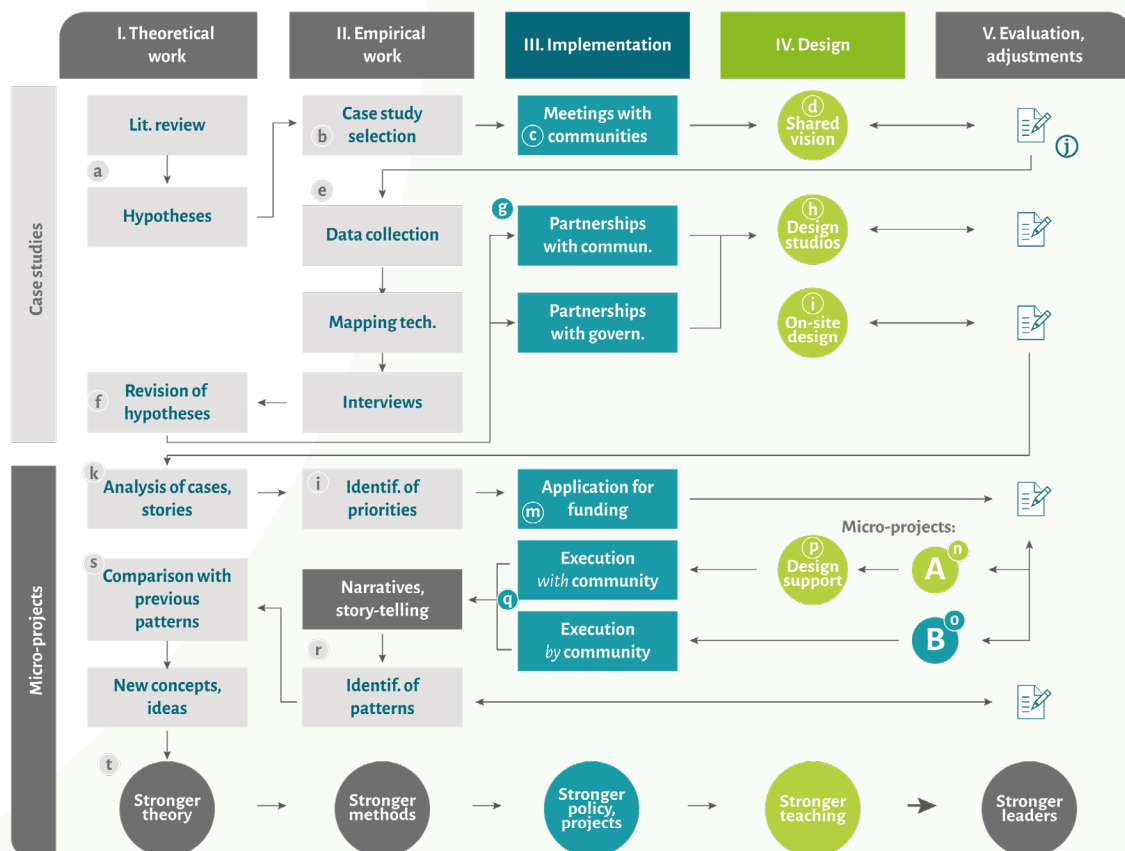 I. Theoretical
work
II. Empirical
work
III. Implementation
IV. Design
V. Evaluation,
adjustments
Case studies
Lit. review
a
Hypotheses
b
Case study
selection
c
Meetings with
communities
d
Shared
vision
j
e
Data collection
g
Partnerships
with commun.
h
Design
studios
Mapping tech.
Partnerships
with govern.
i
On-site
design
f
Revision of
hypotheses
Interviews
Micro-projects
k
Analysis of cases,
stories
i
Identif. of
priorities
m
Application for
funding
Micro-projects:
s
Comparison with
previous
patterns
Narratives,
story-telling
q
Execution
with community
p
Design
support
A
n
Execution
by community
B
o
New concepts,
ideas
r
Identif. of
patterns
t
Stronger
theory
Stronger
methods
Stronger
policy,
projects
Stronger
teaching
Stronger
leaders